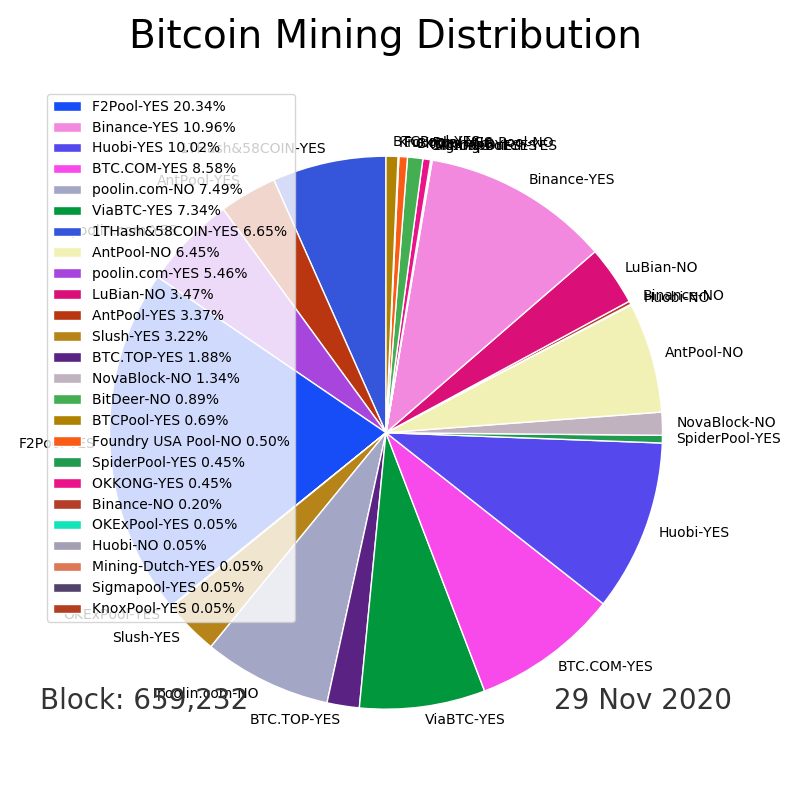 Bitcoin Mining Distribution
F2Pool-YES 20.34%
Binance-YES 10.96%
Huobi-YES 10.02%
BTC.COM-YES 8.58%
poolin.com-NO 7.49%
ViaBTC-YES 7.34%
1THash&58COIN-YES 6.65%
AntPool-NO 6.45%
poolin.com-YES 5.46%
LuBian-NO 3.47%
AntPool-YES 3.37%
Slush-YES 3.22%
BTC.TOP-YES 1.88%
NovaBlock-NO 1.34%
BitDeer-NO 0.89%
BTCPool-YES 0.69%
Foundry USA Pool-NO 0.50%
SpiderPool-YES 0.45%
OKKONG-YES 0.45%
Binance-NO 0.20%
OKExPool-YES 0.05%
Huobi-NO 0.05%
Mining-Dutch-YES 0.05%
Sigmapool-YES 0.05%
KnoxPool-YES 0.05%
1THash&58COIN-YES
AntPool-YES
F2Pool-YES
OKExPool-YES
Slush-YES
poolin.com-NO
BTC.TOP-YES
ViaBTC-YES
BTC.COM-YES
Huobi-YES
SpiderPool-YES
NovaBlock-NO
AntPool-NO
Huobi-NO
Binance-NO
LuBian-NO
Binance-YES
Block: 659,232
29 Nov 2020